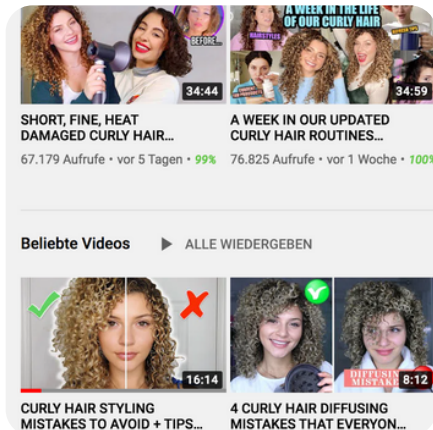 BEFORE...
34:44
A WEEK IN THE LIFE
OF OUR CURLY HAIR
HAIRSTYLES
34:59
SHORT, FINE, HEAT
DAMAGED CURLY HAIR...
67.179 Aufrufe • vor 5 Tagen • 99%
A WEEK IN OUR UPDATED
CURLY HAIR ROUTINES...
76.825 Aufrufe • vor 1 Woche • 100%
Beliebte Videos
ALLE WIEDERGEBEN
16:14
DIFFUSIN
MISTAKE
8:12
CURLY HAIR STYLING
MISTAKES TO AVOID + TIPS...
4 CURLY HAIR DIFFUSING
MISTAKES THAT EVERYON...